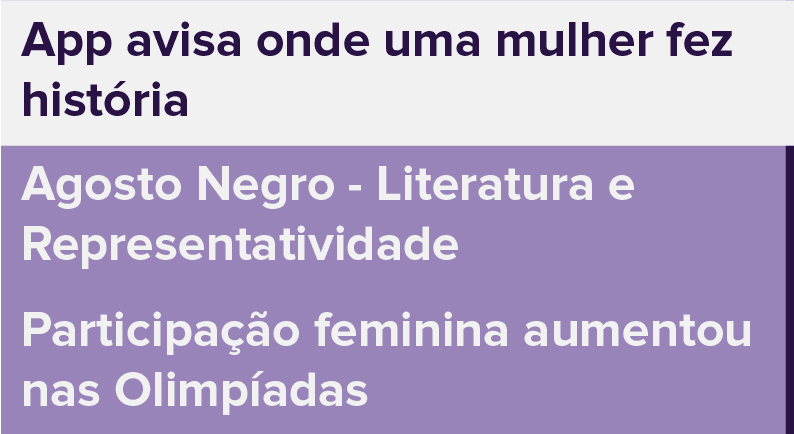 App avisa onde uma mulher fez
história
Agosto Negro - Literatura e
Representatividade
Participação feminina aumentou
nas Olimpíadas